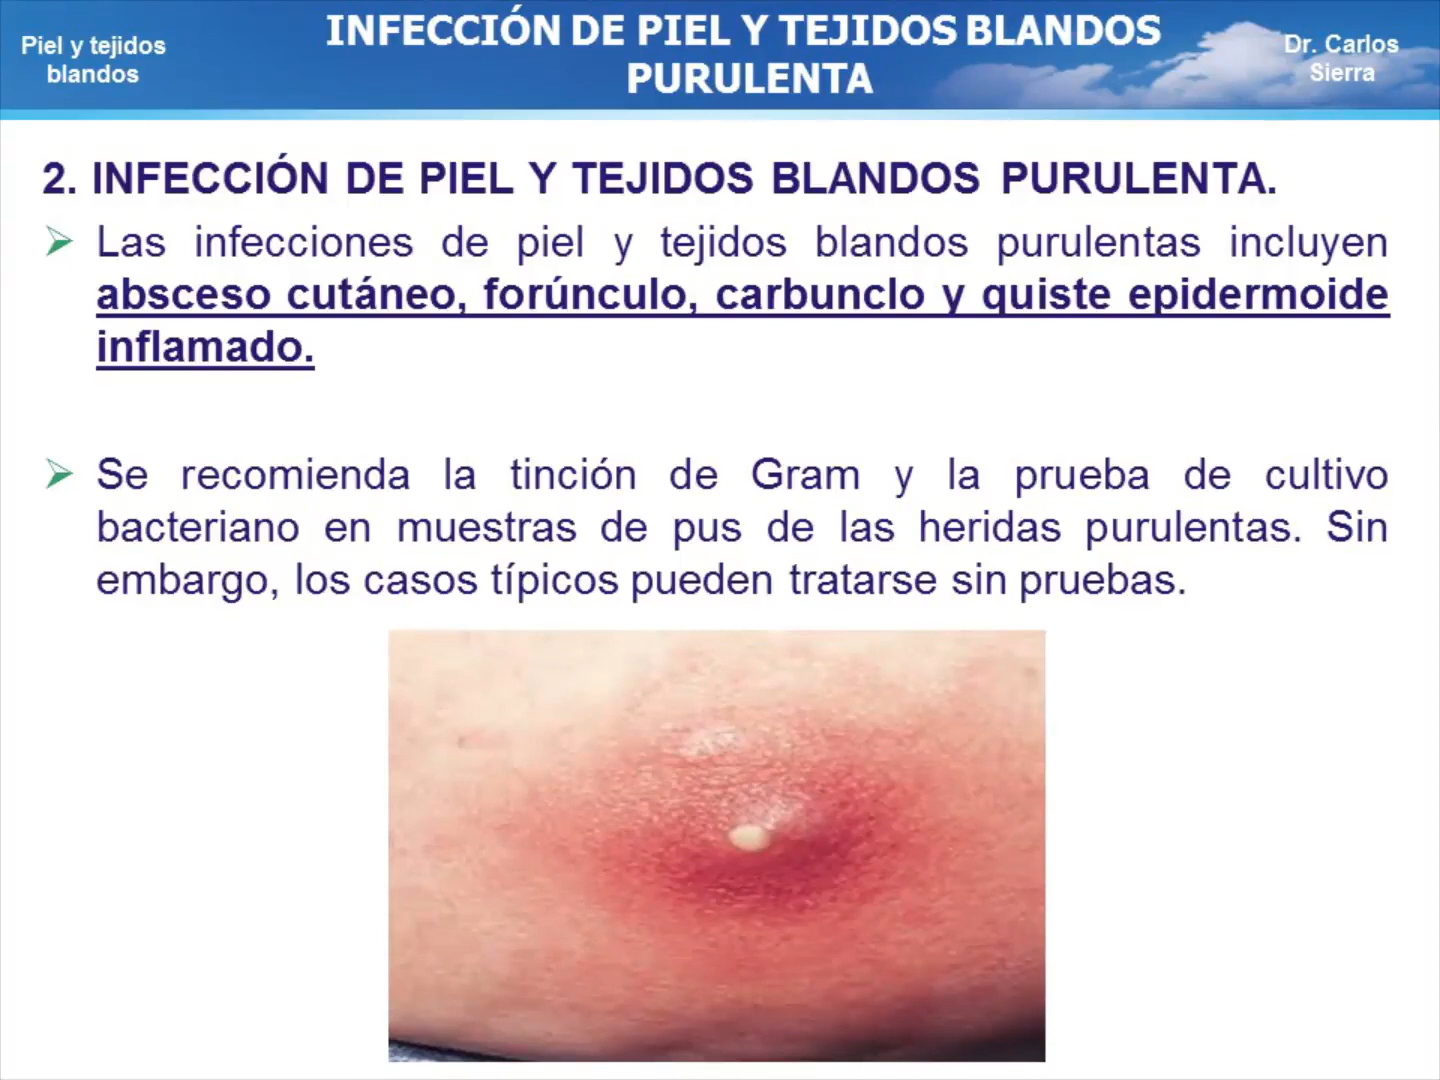 Piel y tejidos
blandos
INFECCIÓN DE PIEL Y TEJIDOS BLANDOS
PURULENTA
Dr. Carlos
Sierra
2. INFECCIÓN DE PIEL Y TEJIDOS BLANDOS PURULENTA.
Las infecciones de piel y tejidos blandos purulentas incluyen
absceso cutáneo, forúnculo, carbunclo y quiste epidermoide
inflamado.
Se recomienda la tinción de Gram y la prueba de cultivo
bacteriano en muestras de pus de las heridas purulentas. Sin
embargo, los casos típicos pueden tratarse sin pruebas.